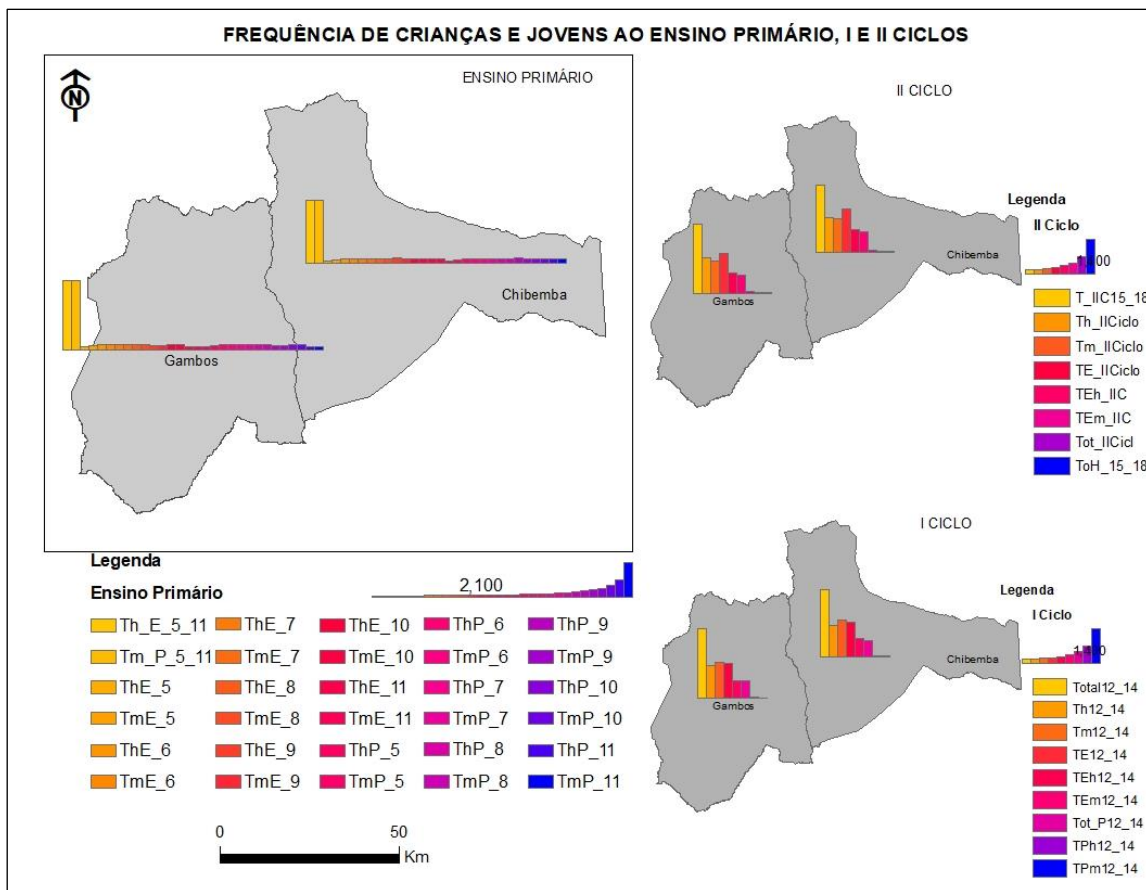 FREQUÊNCIA DE CRIANÇAS E JOVENS AO ENSINO PRIMÁRIO, I E II CICLOS
N
ENSINO PRIMÁRIO
Chibemba
Gambos
Legenda
Ensino Primário
2,100
Th_E_5_11
Tm_P_5_11
ThE_5
TmE_5
ThE_6
TmE_6
ThE_7
TmE_7
ThE_8
TmE_8
ThE_9
TmE_9
ThE_10
TmE_10
ThE_11
TmE_11
ThP_5
TmP_5
ThP_6
TmP_6
ThP_7
TmP_7
ThP_8
TmP_8
ThP_9
TmP_9
ThP_10
TmP_10
ThP_11
TmP_11
0
50
Km
II CICLO
Chibemba
Gambos
Legenda
II Ciclo
T_IIC15_18
Th_IICiclo
Tm_IICiclo
TE_IICiclo
TEh_IIC
TEm_IIC
Tot_IICicl
ToH_15_18
I CICLO
Chibemba
Gambos
Legenda
I Ciclo
Total12_14
Th12_14
Tm12_14
TE12_14
TEh12_14
TEm12_14
Tot_P12_14
TPh12_14
TPm12_14